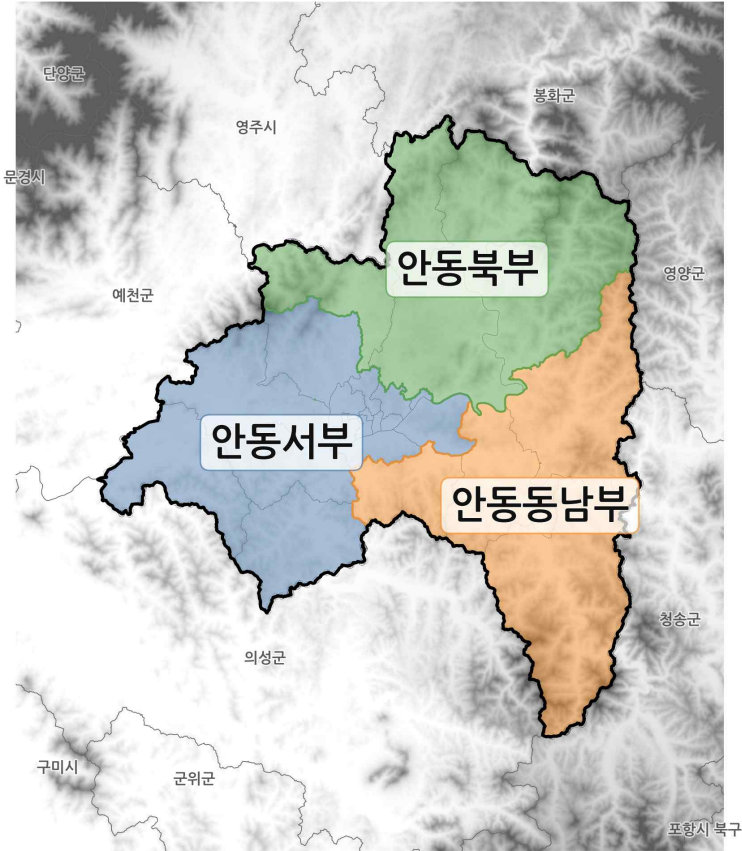 단양군
봉화군
영주시
문경시
안동북부
영양군
예천군
안동서부
안동동남부
청송군
의성군
구미시
군위군
포항시 북구